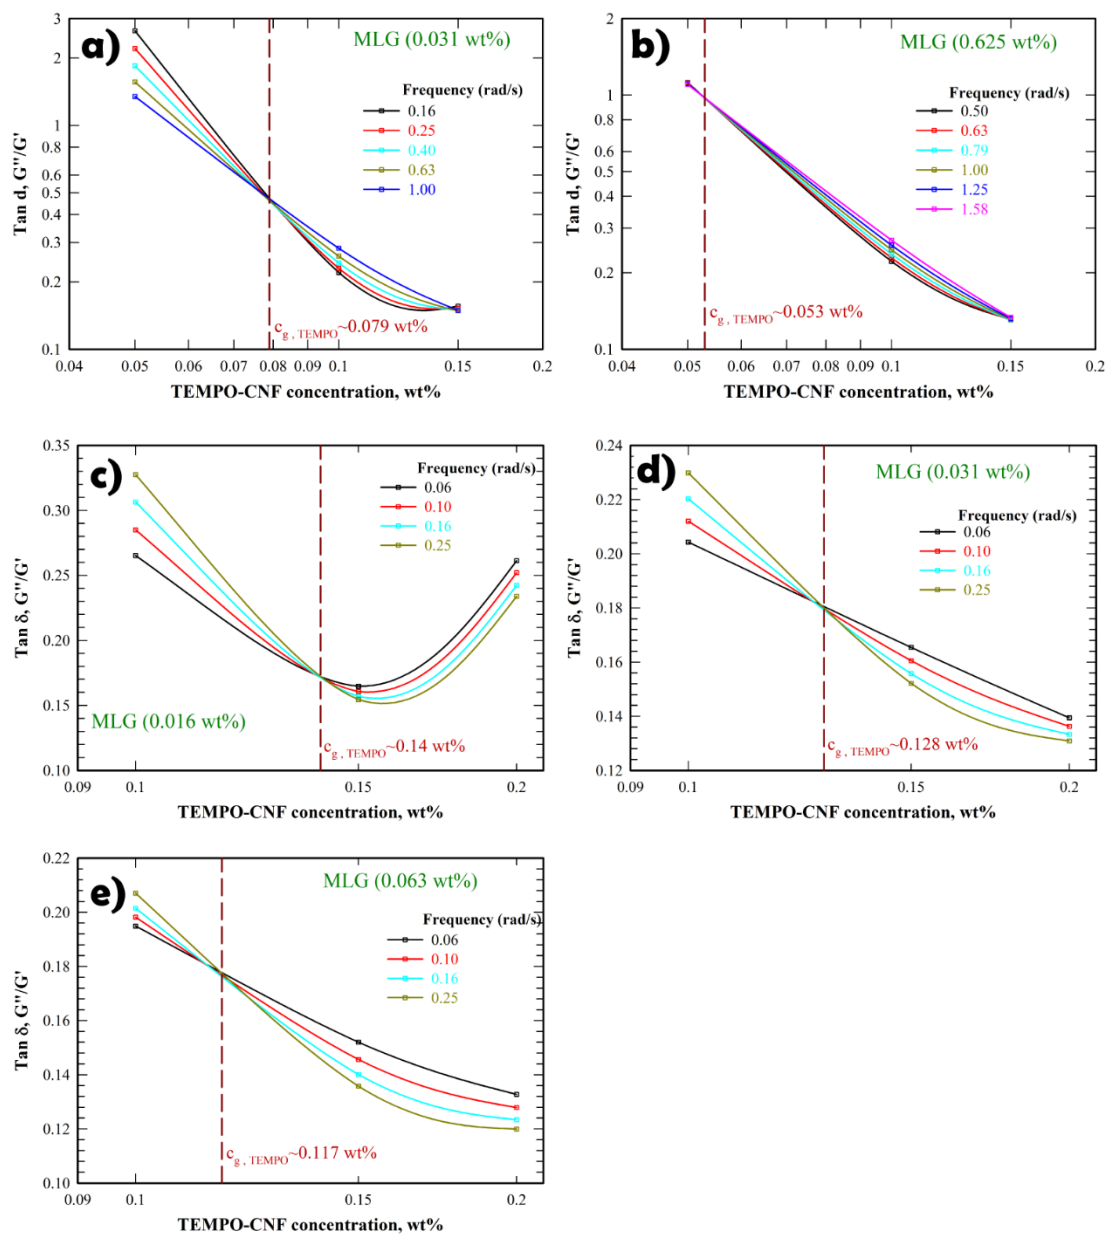 a)
MLG (0.031 wt%)
Frequency (rad/s)
0.16
0.25
0.40
0.63
1.00
3
2
1
0.8
0.6
0.5
0.4
0.3
0.2
0.1
Tan d, G''/G'
c g , TEMPO~0.079 wt%
0.04 0.05 0.06 0.07 0.08 0.09 0.1 0.15 0.2
TEMPO-CNF concentration, wt%
b)
MLG (0.625 wt%)
Frequency (rad/s)
0.50
0.63
0.79
1.00
1.25
1.58
2
1
0.8
0.6
0.5
0.4
0.3
0.2
0.1
Tan d, G''/G'
c g , TEMPO~0.053 wt%
0.04 0.05 0.06 0.07 0.08 0.09 0.1 0.15 0.2
TEMPO-CNF concentration, wt%
c)
Frequency (rad/s)
0.06
0.10
0.16
0.25
0.35
0.30
0.25
0.20
0.15
0.10
Tan δ, G''/G'
MLG (0.016 wt%)
c g , TEMPO~0.14 wt%
0.09 0.1 0.15 0.2
TEMPO-CNF concentration, wt%
d)
MLG (0.031 wt%)
Frequency (rad/s)
0.06
0.10
0.16
0.25
0.24
0.22
0.20
0.18
0.16
0.14
0.12
Tan δ, G''/G'
c g , TEMPO~0.128 wt%
0.09 0.1 0.15 0.2
TEMPO-CNF concentration, wt%
e)
MLG (0.063 wt%)
Frequency (rad/s)
0.06
0.10
0.16
0.25
0.22
0.20
0.18
0.16
0.14
0.12
0.10
Tan δ, G''/G'
c g , TEMPO~0.117 wt%
0.09 0.1 0.15 0.2
TEMPO-CNF concentration, wt%